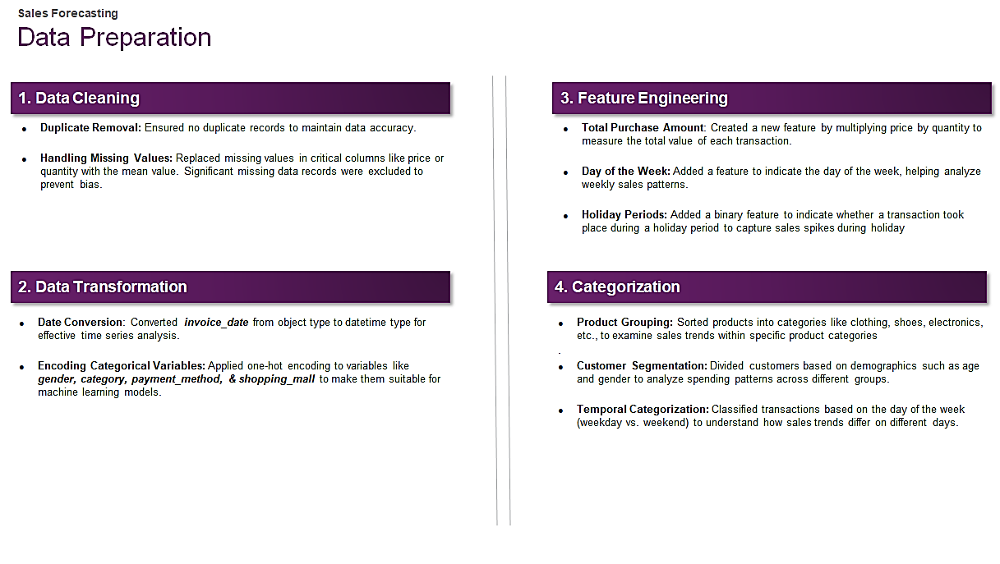 Sales Forecasting
Data Preparation
1. Data Cleaning
● Duplicate Removal: Ensured no duplicate records to maintain data accuracy.
● Handling Missing Values: Replaced missing values in critical columns like price or
quantity with the mean value. Significant missing data records were excluded to
prevent bias.
2. Data Transformation
● Date Conversion: Converted invoice_date from object type to datetime type for
effective time series analysis.
● Encoding Categorical Variables: Applied one-hot encoding to variables like
gender, category, payment_method, & shopping_mall to make them suitable for
machine learning models.
3. Feature Engineering
● Total Purchase Amount: Created a new feature by multiplying price by quantity to
measure the total value of each transaction.
● Day of the Week: Added a feature to indicate the day of the week, helping analyze
weekly sales patterns.
● Holiday Periods: Added a binary feature to indicate whether a transaction took
place during a holiday period to capture sales spikes during holiday
4. Categorization
● Product Grouping: Sorted products into categories like clothing, shoes, electronics,
etc., to examine sales trends within specific product categories
.
● Customer Segmentation: Divided customers based on demographics such as age
and gender to analyze spending patterns across different groups.
● Temporal Categorization: Classified transactions based on the day of the week
(weekday vs. weekend) to understand how sales trends differ on different days.